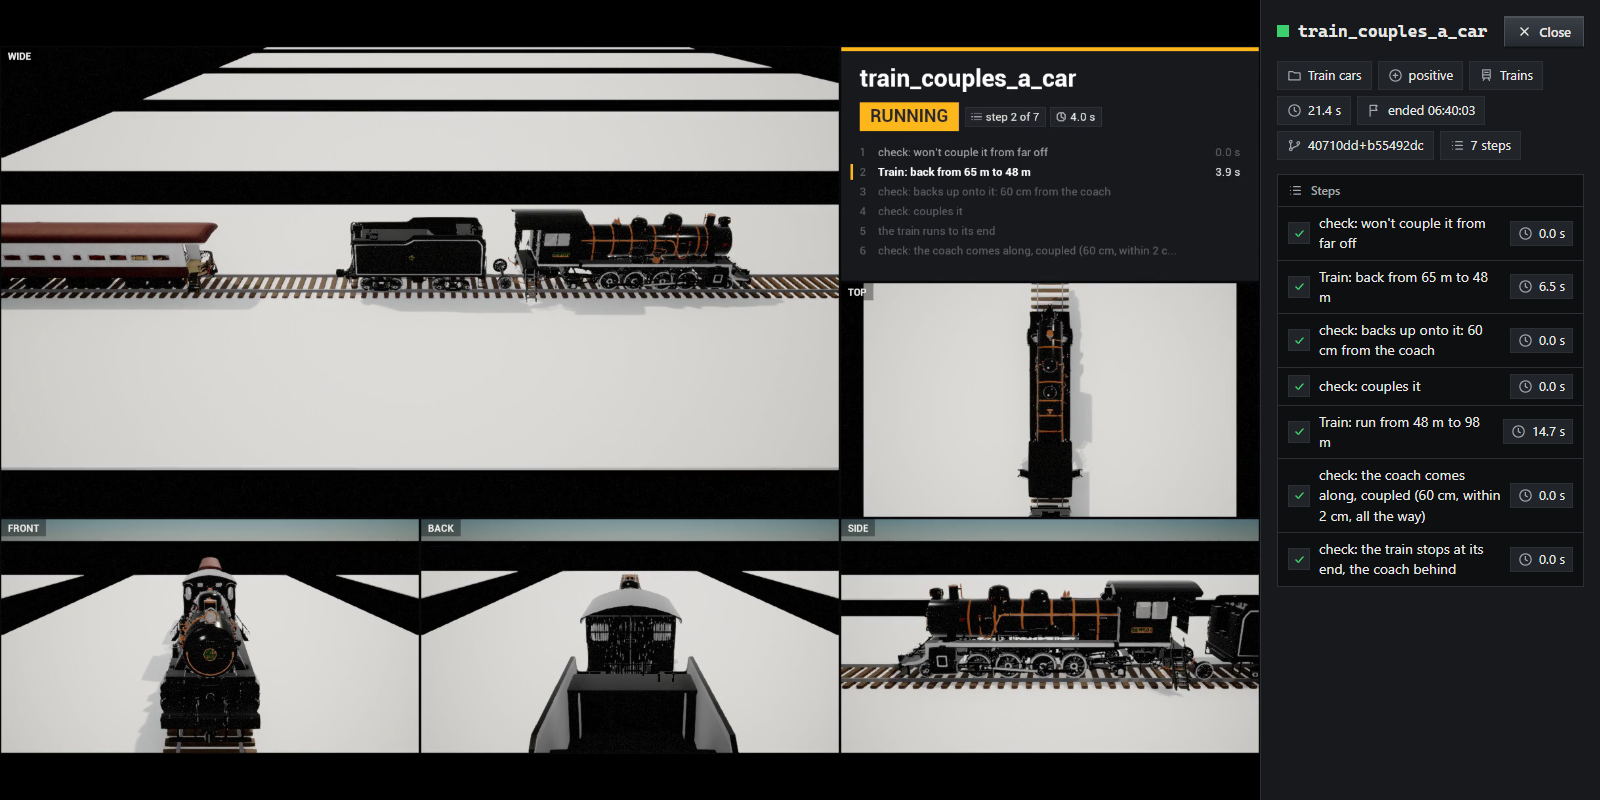 WIDE
train_couples_a_car
RUNNING
step 2 of 7
4.0 s
1 check: won't couple it from far off 0.0 s
2 Train: back from 65 m to 48 m 3.9 s
3 check: backs up onto it: 60 cm from the coach
4 check: couples it
5 the train runs to its end
6 check: the coach comes along, coupled (60 cm, within 2 c...
TOP
FRONT
BACK
SIDE
train_couples_a_car
Close
Train cars
positive
Trains
21.4 s
ended 06:40:03
40710dd+b55492dc
7 steps
Steps
check: won't couple it from
far off
0.0 s
Train: back from 65 m to 48
m
6.5 s
check: backs up onto it: 60
cm from the coach
0.0 s
check: couples it
0.0 s
Train: run from 48 m to 98
m
14.7 s
check: the coach comes
along, coupled (60 cm, within
2 cm, all the way)
0.0 s
check: the train stops at its
end, the coach behind
0.0 s